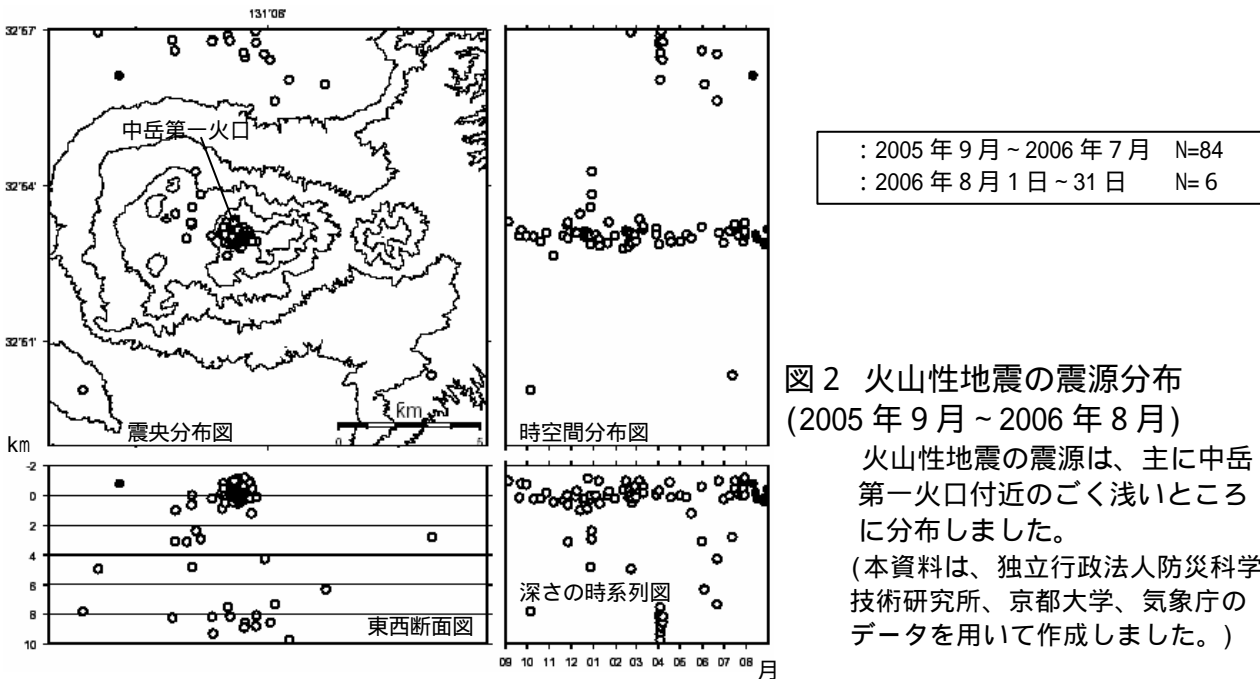 131°06'
32°57'
中岳第一火口
32°54'
32°51'
km
0 5
震央分布図
時空間分布図
km
-2
0
2
4
6
8
10
東西断面図
深さの時系列図
09 10 11 12 01 02 03 04 05 06 07 08
月
：2005 年 9 月 ~ 2006 年 7 月 N=84
：2006 年 8 月 1 日 ~ 31 日 N= 6
図 2 火山性地震の震源分布
(2005 年 9 月 ~ 2006 年 8 月)
火山性地震の震源は、主に中岳
第一火口付近のごく浅いところ
に分布しました。
(本資料は、独立行政法人防災科学
技術研究所、京都大学、気象庁の
データを用いて作成しました。)